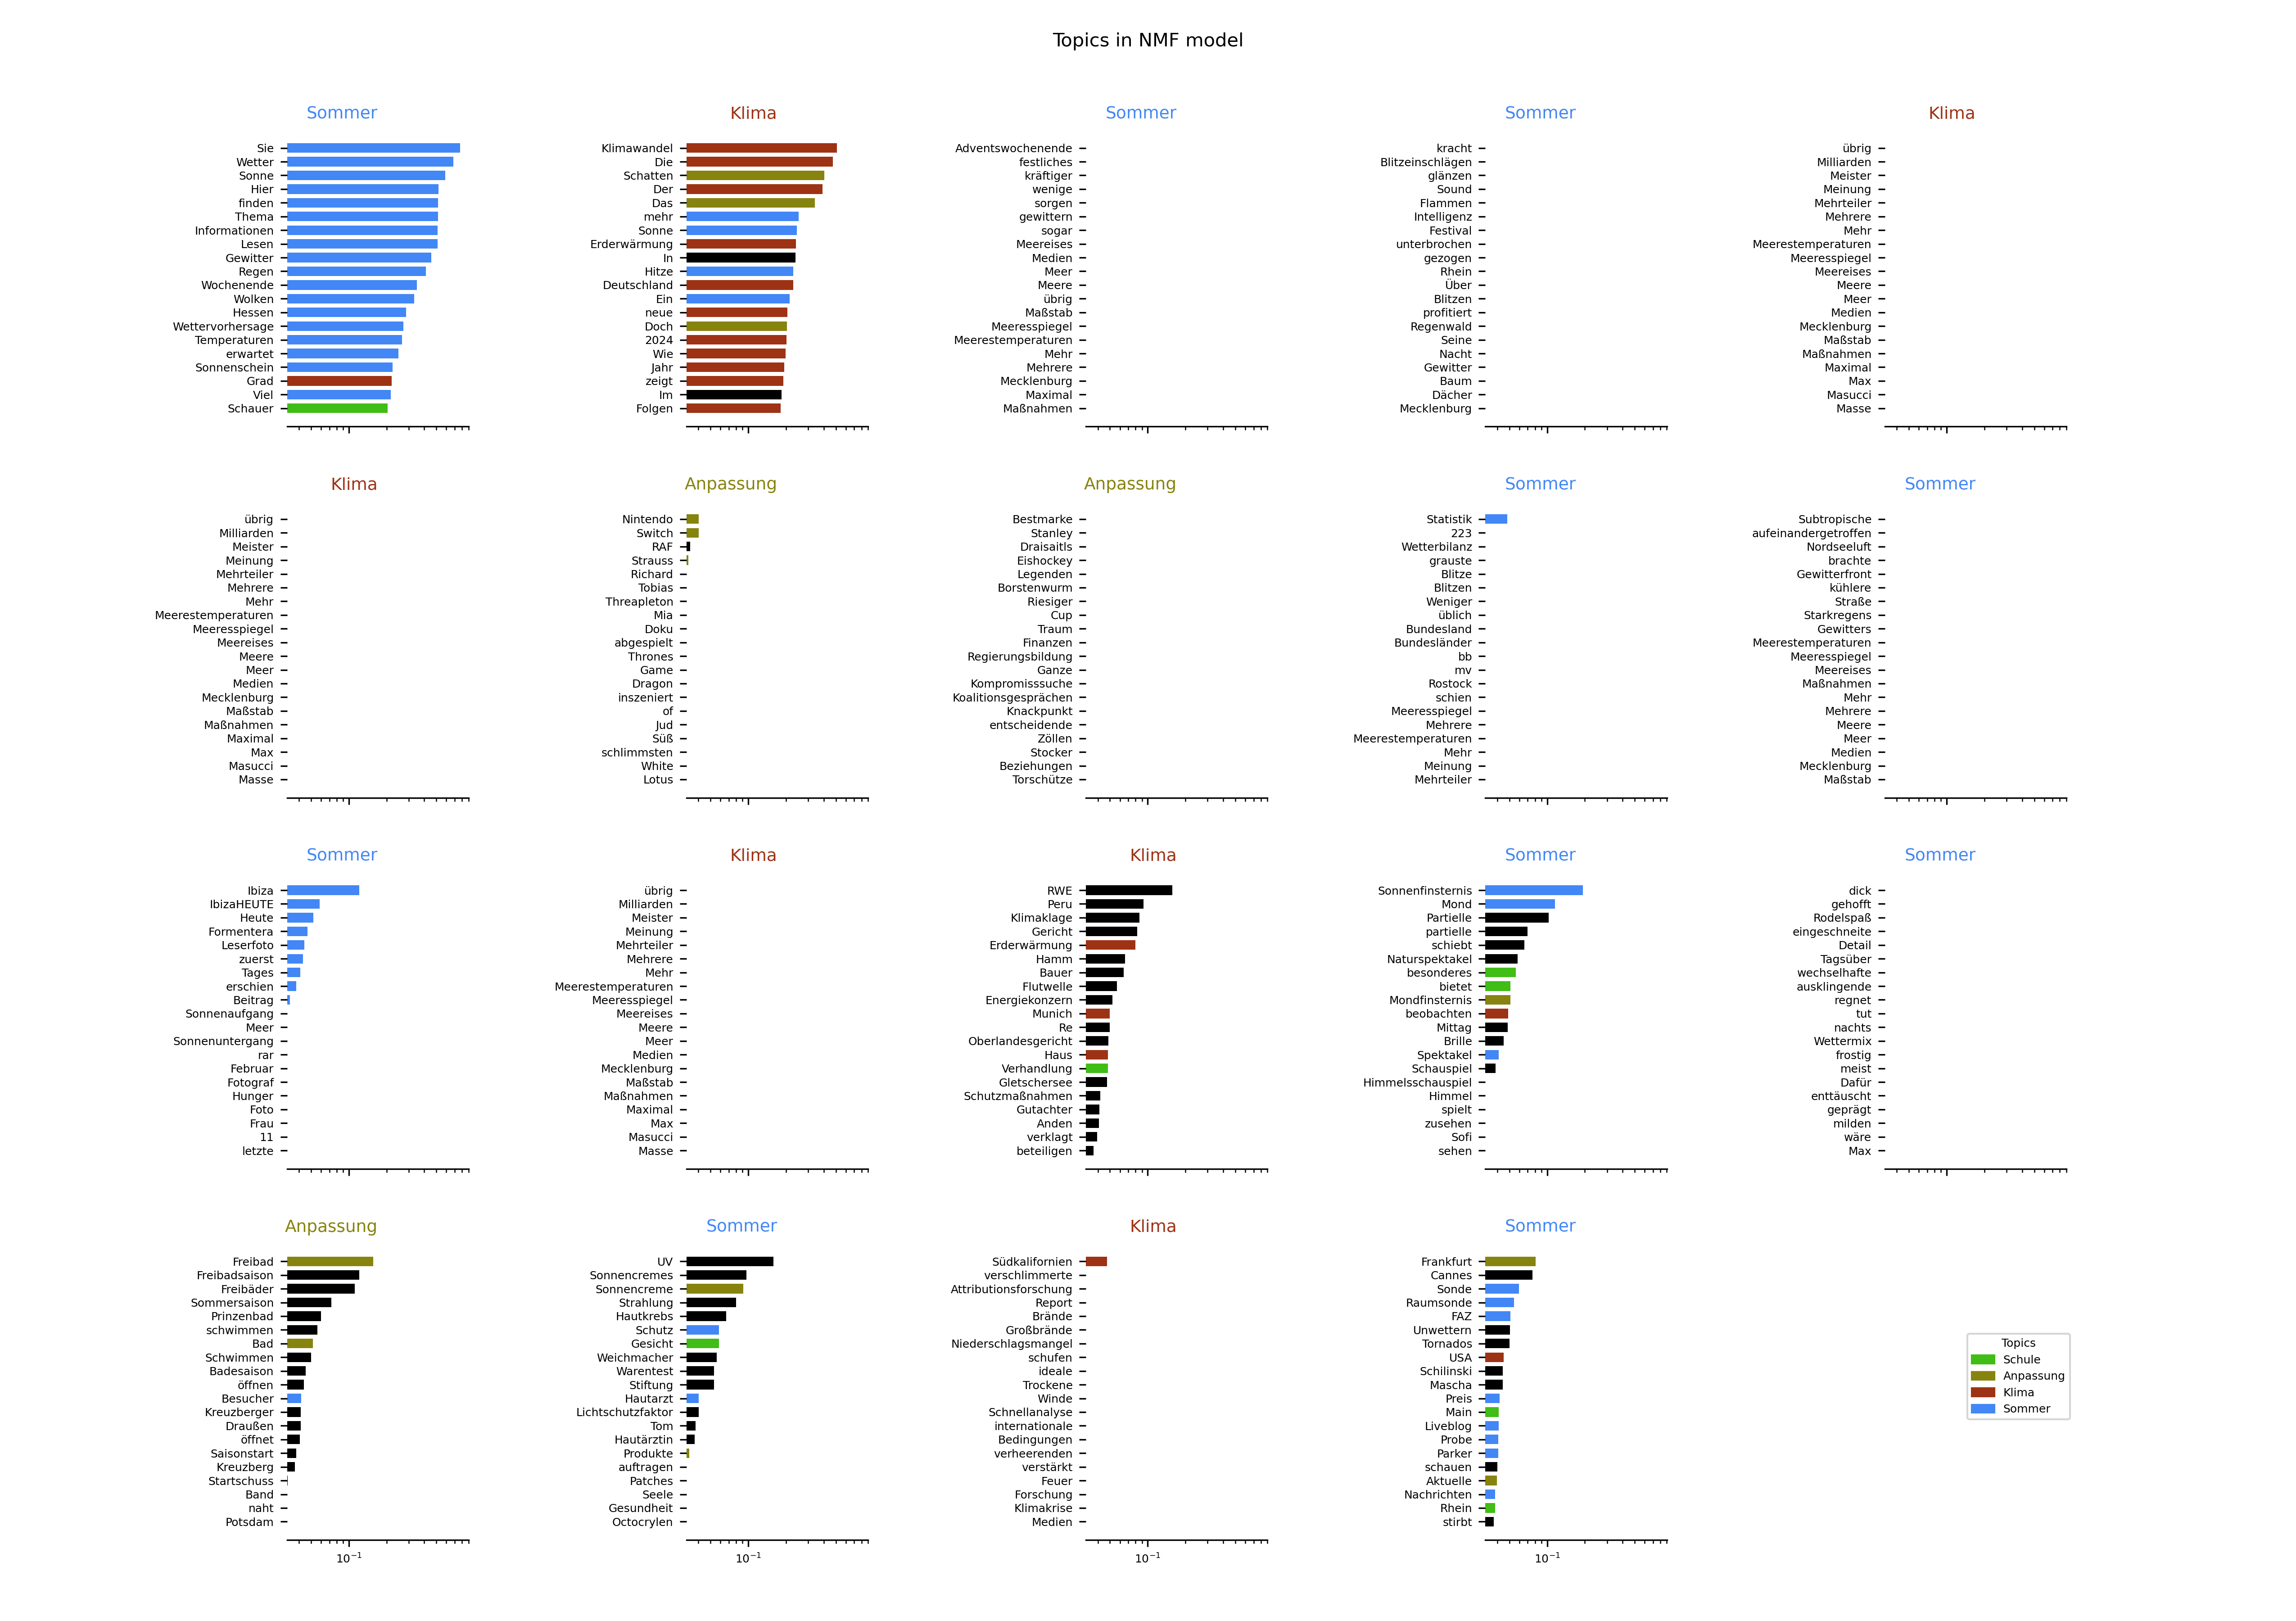 Topics in NMF model
Sommer
Sie
Wetter
Sonne
Hier
finden
Thema
Informationen
Lesen
Gewitter
Regen
Wochenende
Wolken
Hessen
Wettervorhersage
Temperaturen
erwartet
Sonnenschein
Grad
Viel
Schauer
Klima
Klimawandel
Die
Schatten
Der
Das
mehr
Sonne
Erderwärmung
In
Hitze
Deutschland
Ein
neue
Doch
2024
Wie
Jahr
zeigt
Im
Folgen
Sommer
Adventswochenende
festliches
kräftiger
wenige
sorgen
gewittern
sogar
Meereises
Medien
Meer
Meere
übrig
Maßstab
Meeresspiegel
Meerestemperaturen
Mehr
Mehrere
Mecklenburg
Maximal
Maßnahmen
Sommer
kracht
Blitzeinschlägen
glänzen
Sound
Flammen
Intelligenz
Festival
unterbrochen
gezogen
Rhein
Über
Blitzen
profitiert
Regenwald
Seine
Nacht
Gewitter
Baum
Dächer
Mecklenburg
Klima
übrig
Milliarden
Meister
Meinung
Mehrteiler
Mehrere
Mehr
Meerestemperaturen
Meeresspiegel
Meereises
Meere
Meer
Medien
Mecklenburg
Maßstab
Maßnahmen
Maximal
Max
Masucci
Masse
Klima
übrig
Milliarden
Meister
Meinung
Mehrteiler
Mehrere
Mehr
Meerestemperaturen
Meeresspiegel
Meereises
Meere
Meer
Medien
Mecklenburg
Maßstab
Maßnahmen
Maximal
Max
Masucci
Masse
Anpassung
Nintendo
Switch
RAF
Strauss
Richard
Tobias
Threapleton
Mia
Doku
abgespielt
Thrones
Game
Dragon
inszeniert
of
Jud
Süß
schlimmsten
White
Lotus
Anpassung
Bestmarke
Stanley
Draisaitls
Eishockey
Legenden
Borstenwurm
Riesiger
Cup
Traum
Finanzen
Regierungsbildung
Ganze
Kompromisssuche
Koalitionsgesprächen
Knackpunkt
entscheidende
Zöllen
Stocker
Beziehungen
Torschütze
Sommer
Statistik
223
Wetterbilanz
grauste
Blitze
Blitzen
Weniger
üblich
Bundesland
Bundesländer
bb
mv
Rostock
schien
Meeresspiegel
Mehrere
Meerestemperaturen
Mehr
Meinung
Mehrteiler
Sommer
Subtropische
aufeinandergetroffen
Nordseeluft
brachte
Gewitterfront
kühlere
Straße
Starkregens
Gewitters
Meerestemperaturen
Meeresspiegel
Meereises
Maßnahmen
Mehr
Mehrere
Meere
Meer
Medien
Mecklenburg
Maßstab
Sommer
Ibiza
IbizaHEUTE
Heute
Formentera
Leserfoto
zuerst
Tages
erschien
Beitrag
Sonnenaufgang
Meer
Sonnenuntergang
rar
Februar
Fotograf
Hunger
Foto
Frau
11
letzte
Klima
übrig
Milliarden
Meister
Meinung
Mehrteiler
Mehrere
Mehr
Meerestemperaturen
Meeresspiegel
Meereises
Meere
Meer
Medien
Mecklenburg
Maßstab
Maßnahmen
Maximal
Max
Masucci
Masse
Klima
RWE
Peru
Klimaklage
Gericht
Erderwärmung
Hamm
Bauer
Flutwelle
Energiekonzern
Munich
Re
Oberlandesgericht
Haus
Verhandlung
Gletschersee
Schutzmaßnahmen
Gutachter
Anden
verklagt
beteiligen
Sommer
Sonnenfinsternis
Mond
Partielle
partielle
schiebt
Naturspektakel
besonderes
bietet
Mondfinsternis
beobachten
Mittag
Brille
Spektakel
Schauspiel
Himmelsschauspiel
Himmel
spielt
zusehen
Sofi
sehen
Sommer
dick
gehofft
Rodelspaß
eingeschneite
Detail
Tagsüber
wechselhafte
ausklingende
regnet
tut
nachts
Wettermix
frostig
meist
Dafür
enttäuscht
geprägt
milden
wäre
Max
Anpassung
Freibad
Freibadsaison
Freibäder
Sommersaison
Prinzenbad
schwimmen
Bad
Schwimmen
Badesaison
öffnen
Besucher
Kreuzberger
Draußen
öffnet
Saisonstart
Kreuzberg
Startschuss
Band
naht
Potsdam
10⁻¹
Sommer
UV
Sonnencremes
Sonnencreme
Strahlung
Hautkrebs
Schutz
Gesicht
Weichmacher
Warentest
Stiftung
Hautarzt
Lichtschutzfaktor
Tom
Hautärztin
Produkte
auftragen
Patches
Seele
Gesundheit
Octocrylen
10⁻¹
Klima
Südkalifornien
verschlimmerte
Attributionsforschung
Report
Brände
Großbrände
Niederschlagsmangel
schufen
ideale
Trockene
Winde
Schnellanalyse
internationale
Bedingungen
verheerenden
verstärkt
Feuer
Forschung
Klimakrise
Medien
10⁻¹
Sommer
Frankfurt
Cannes
Sonde
Raumsonde
FAZ
Unwettern
Tornados
USA
Schilinski
Mascha
Preis
Main
Liveblog
Probe
Parker
schauen
Aktuelle
Nachrichten
Rhein
stirbt
10⁻¹
Topics
Schule
Anpassung
Klima
Sommer